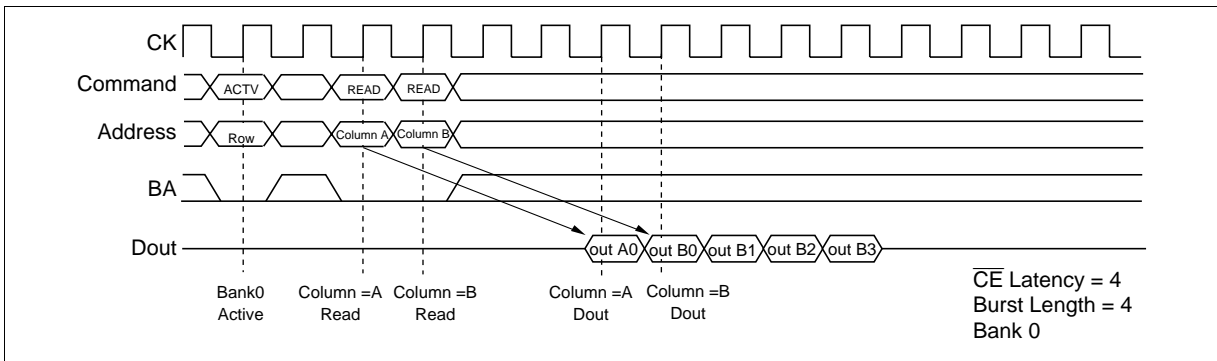 CK
Command
ACTV
READ
READ
Address
Row
Column A
Column B
BA
Dout
out A0
out B0
out B1
out B2
out B3
Bank0
Active
Column =A
Read
Column =B
Read
Column =A
Dout
Column =B
Dout
C̅E̅ Latency = 4
Burst Length = 4
Bank 0